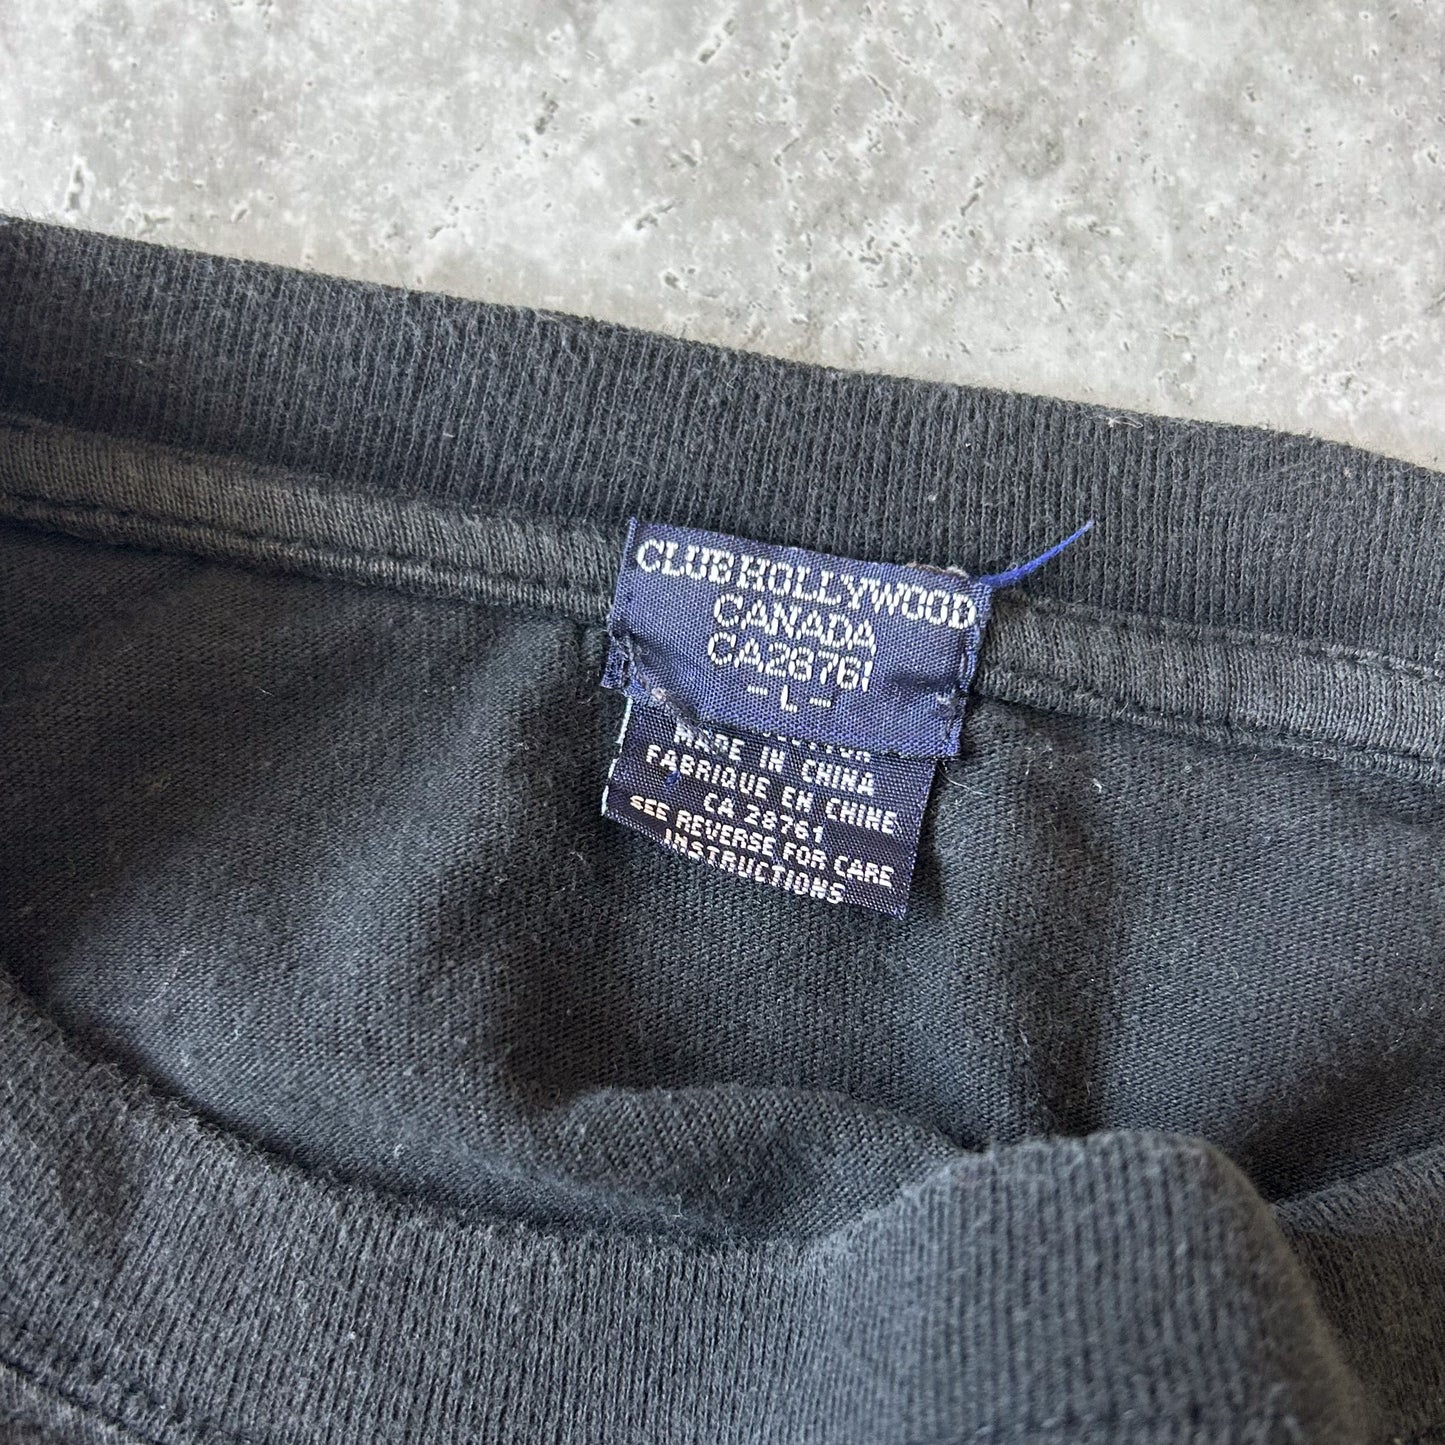 CLUB HOLLYWOOD
CANADA
CA28761
- L -
MADE IN CHINA
FABRIQUE EN CHINE
CA 28761
SEE REVERSE FOR CARE
INSTRUCTIONS